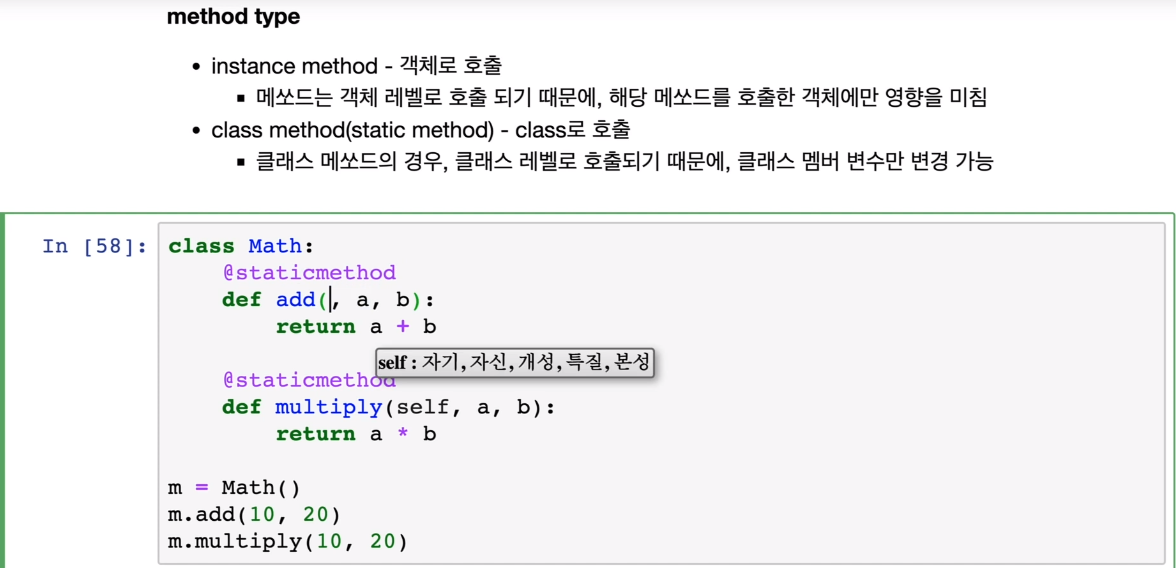 method type
• instance method - 객체로 호출
▪ 메쏘드는 객체 레벨로 호출 되기 때문에, 해당 메쏘드를 호출한 객체에만 영향을 미침
• class method(static method) - class로 호출
▪ 클래스 메쏘드의 경우, 클래스 레벨로 호출되기 때문에, 클래스 멤버 변수만 변경 가능
In [58]: class Math:
@staticmethod
def add(, a, b):
return a + b
self : 자기, 자신, 개성, 특질, 본성
@staticmethod
def multiply(self, a, b):
return a * b
m = Math()
m.add(10, 20)
m.multiply(10, 20)